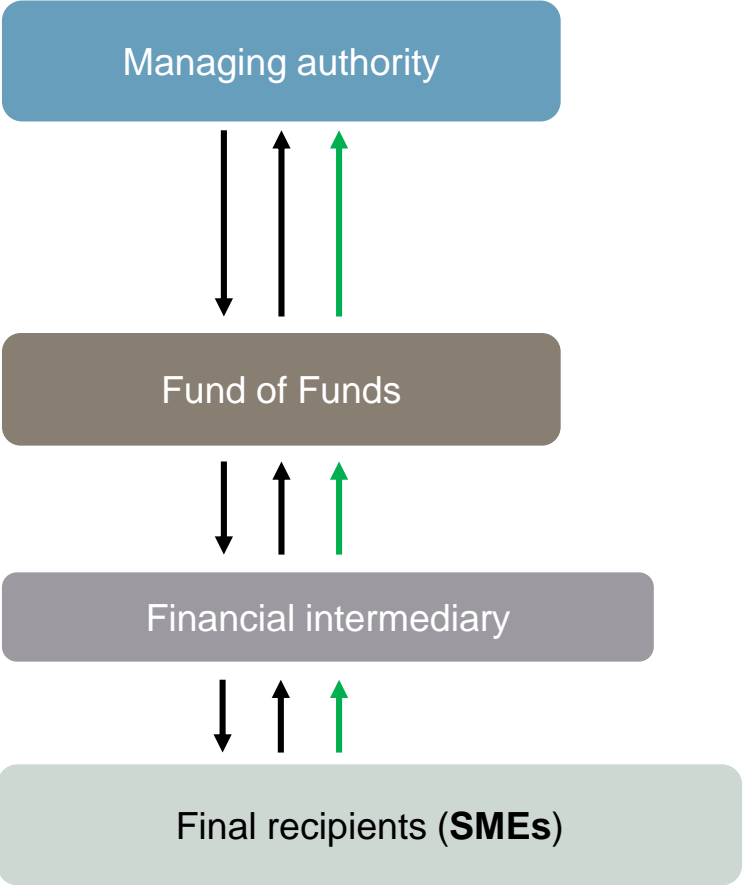 Managing authority
Fund of Funds
Financial intermediary
Final recipients (SMEs)